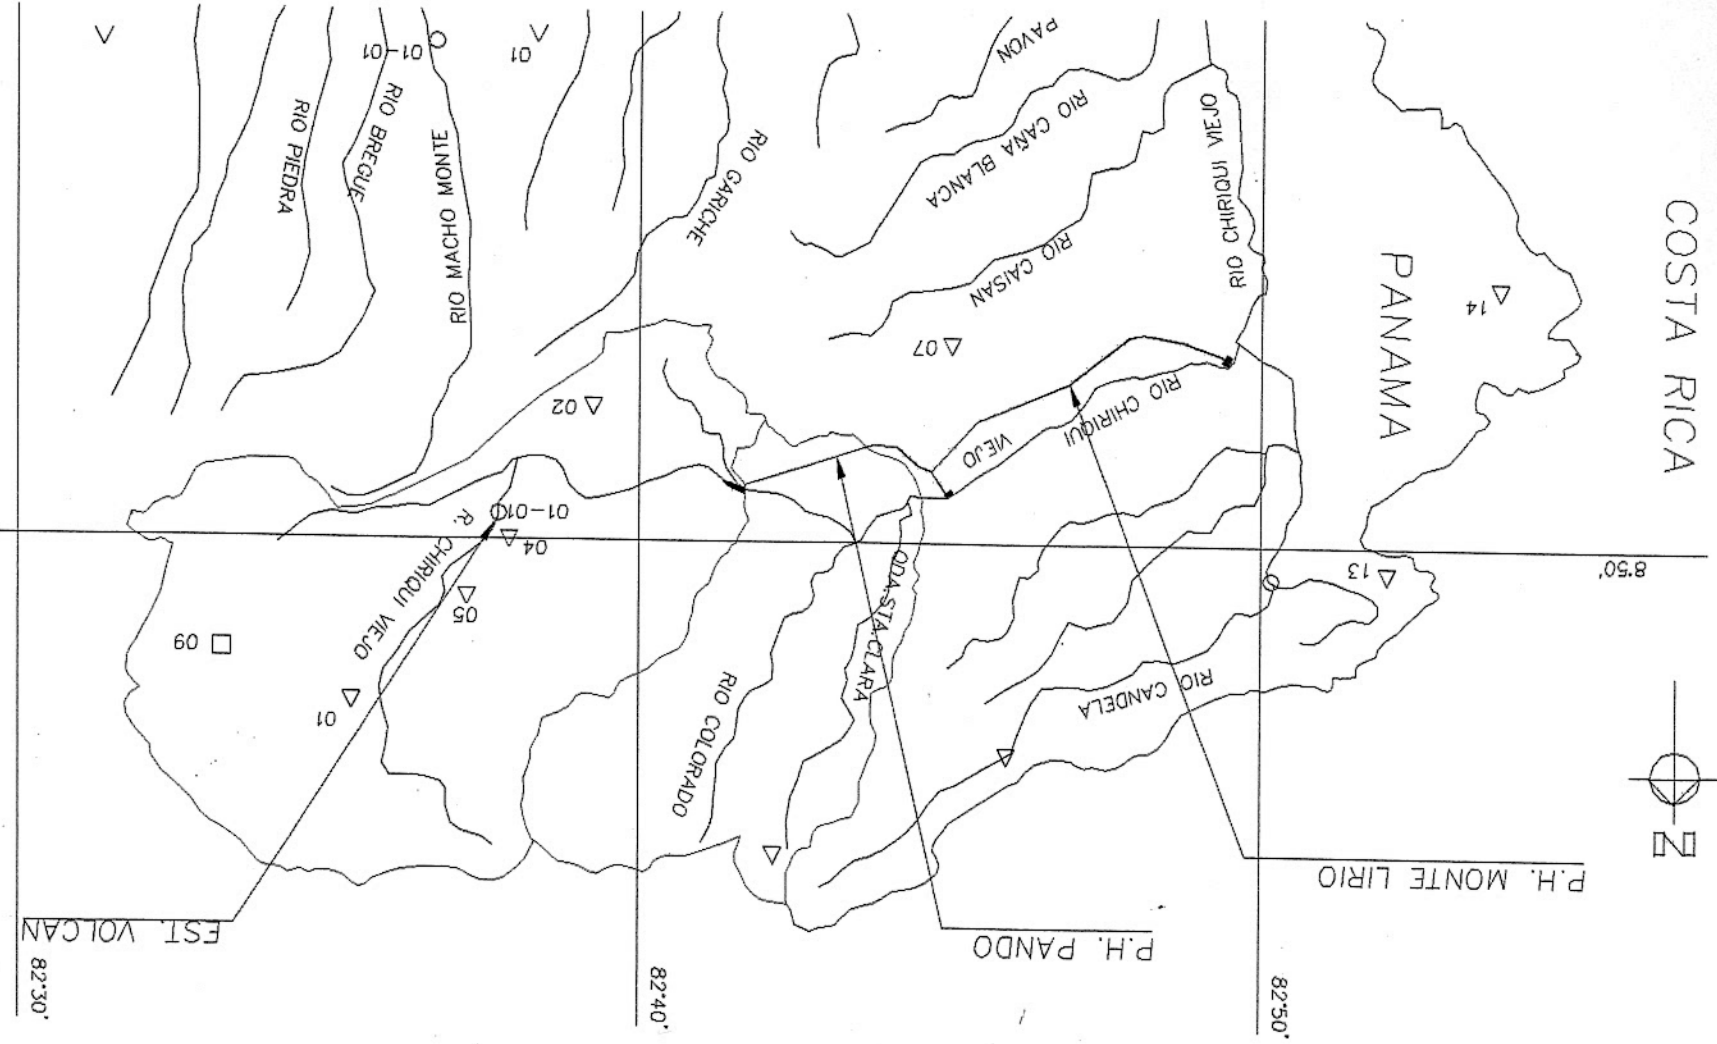 82°50'
82°40'
82°30'
P.H. PANDO
EST. VOLCAN
P.H. MONTE LIRIO
N
RIO COLORADO
01
RIO CANDELA
QDA. STA. CLARA
09
05
R. CHIRIQUI VIEJO
8°50'
13
04
01-01
RIO CHIRIQUI
VIEJO
02
07
COSTA RICA
PANAMA
14
RIO CHIRIQUI VIEJO
RIO CAISAN
RIO CAÑA BLANCA
PAVON
RIO GARICHE
RIO MACHO MONTE
RIO BREGUE
RIO PIEDRA
01
01-01